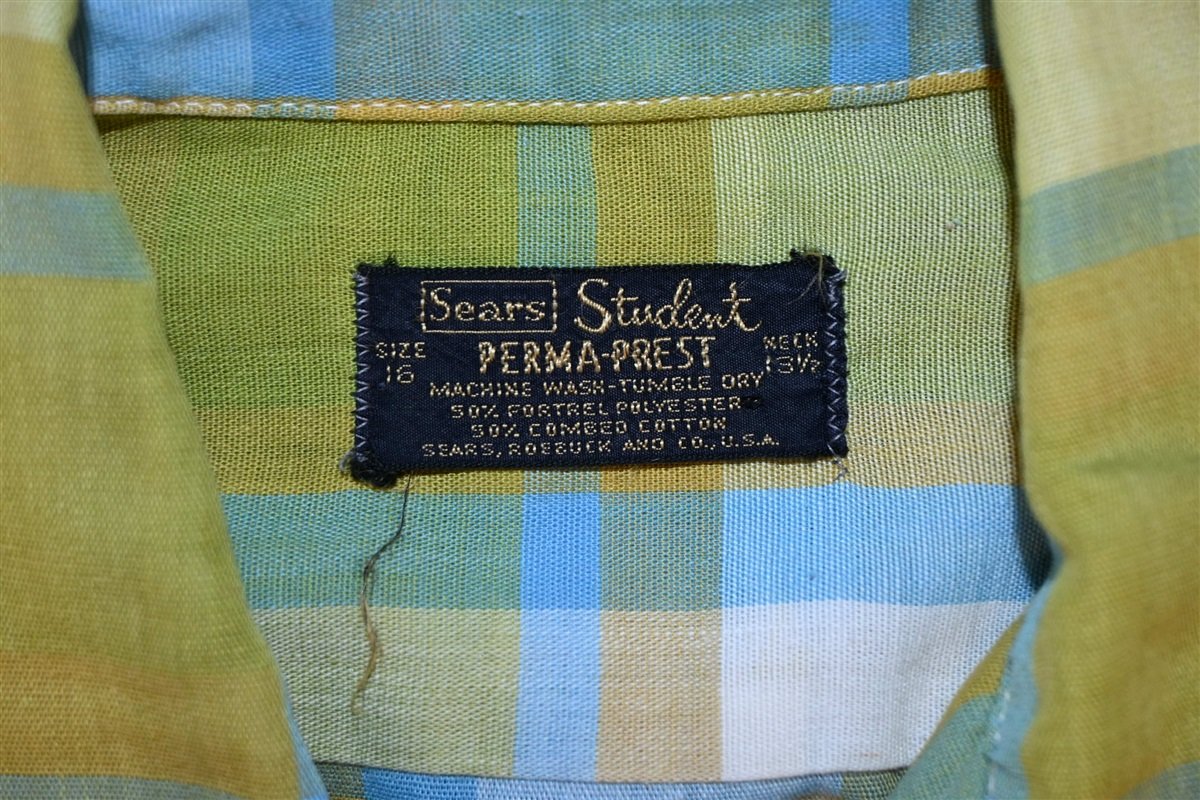 Sears Student
PERMA-PREST
SIZE 16
NECK 13½
MACHINE WASH-TUMBLE DRY
50% FORTREL POLYESTER
50% COMBED COTTON
SEARS, ROEBUCK AND CO., U.S.A.